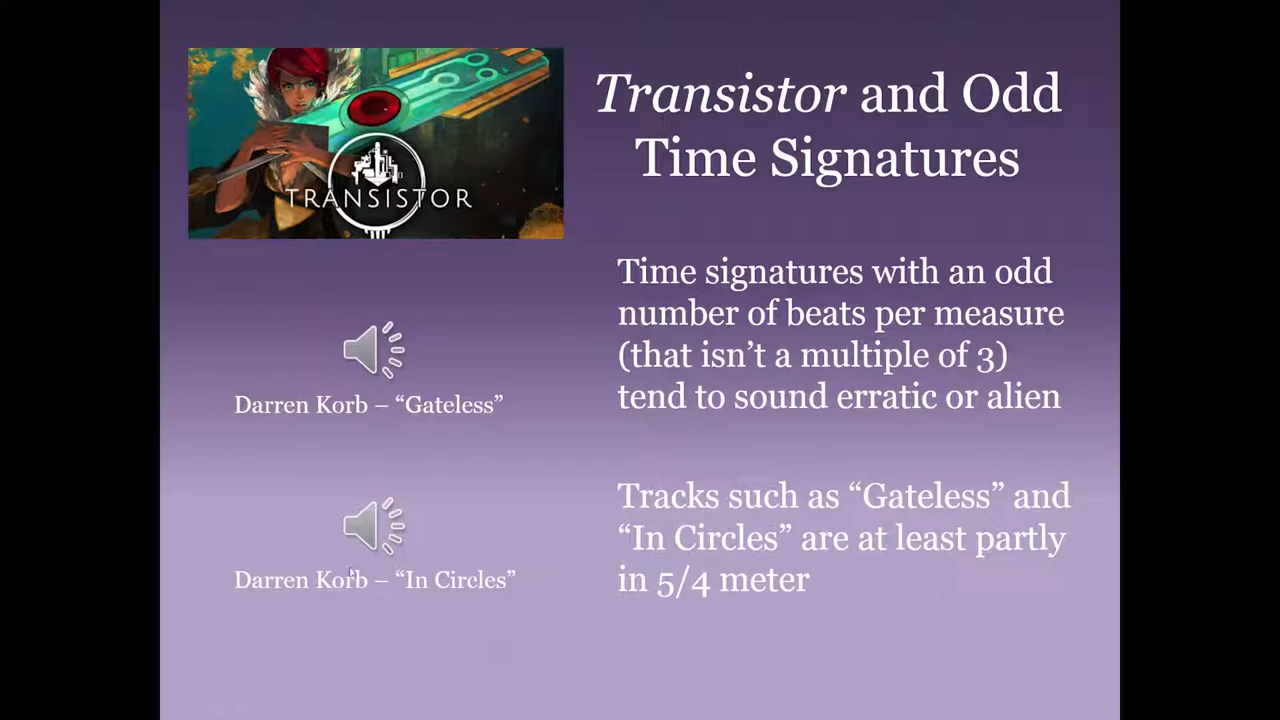 TRANSISTOR
Transistor and Odd
Time Signatures
Time signatures with an odd
number of beats per measure
(that isn’t a multiple of 3)
tend to sound erratic or alien
Darren Korb – “Gateless”
Tracks such as “Gateless” and
“In Circles” are at least partly
in 5/4 meter
Darren Korb – “In Circles”